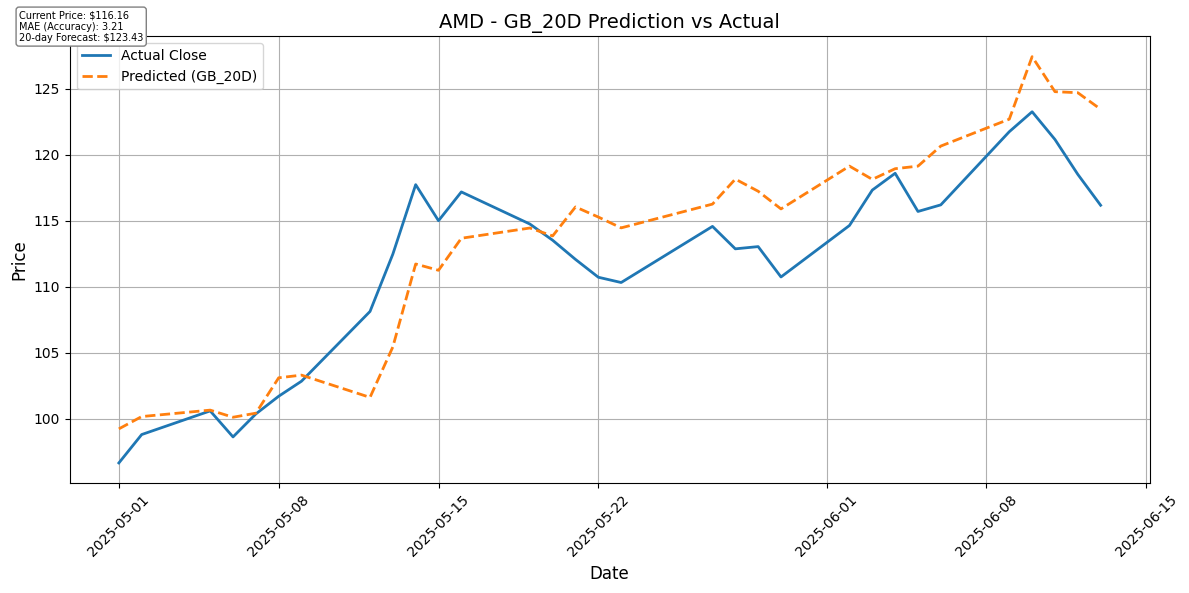 AMD - GB_20D Prediction vs Actual
Current Price: $116.16
MAE (Accuracy): 3.21
20-day Forecast: $123.43
Actual Close
Predicted (GB_20D)
Price
125
120
115
110
105
100
2025-05-01
2025-05-08
2025-05-15
2025-05-22
2025-06-01
2025-06-08
2025-06-15
Date